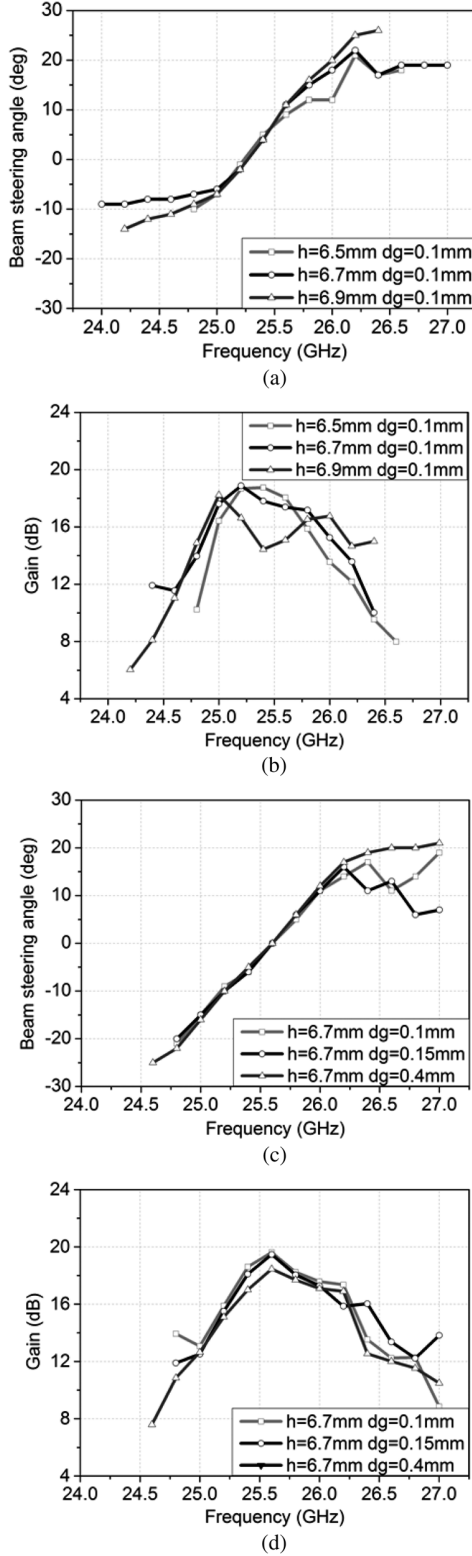 30
20
10
0
-10
-20
-30
Beam steering angle (deg)
h=6.5mm dg=0.1mm
h=6.7mm dg=0.1mm
h=6.9mm dg=0.1mm
24.0 24.5 25.0 25.5 26.0 26.5 27.0
Frequency (GHz)
(a)
24
20
16
12
8
4
Gain (dB)
h=6.5mm dg=0.1mm
h=6.7mm dg=0.1mm
h=6.9mm dg=0.1mm
24.0 24.5 25.0 25.5 26.0 26.5 27.0
Frequency (GHz)
(b)
30
20
10
0
-10
-20
-30
Beam steering angle (deg)
h=6.7mm dg=0.1mm
h=6.7mm dg=0.15mm
h=6.7mm dg=0.4mm
24.0 24.5 25.0 25.5 26.0 26.5 27.0
Frequency (GHz)
(c)
24
20
16
12
8
4
Gain (dB)
h=6.7mm dg=0.1mm
h=6.7mm dg=0.15mm
h=6.7mm dg=0.4mm
24.0 24.5 25.0 25.5 26.0 26.5 27.0
Frequency (GHz)
(d)